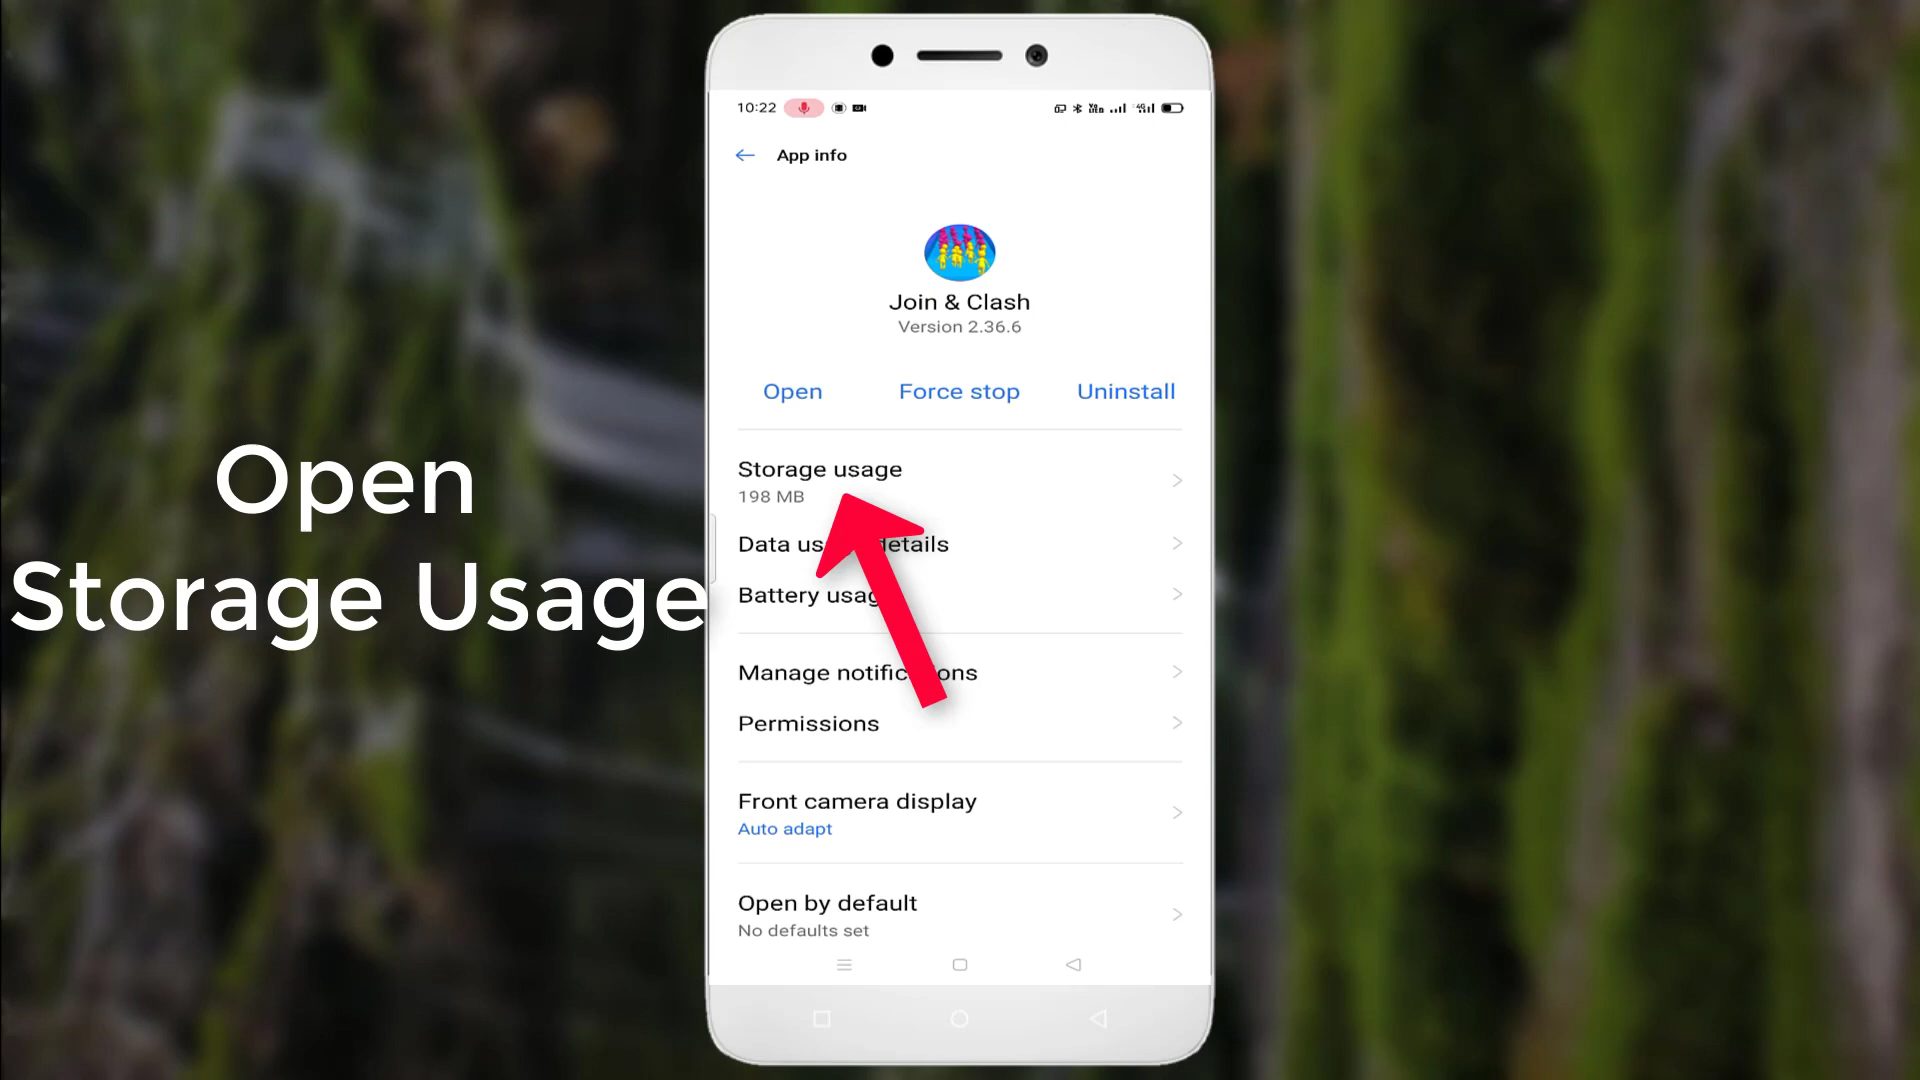 Open
Storage Usage
10:22
App info
Join & Clash
Version 2.36.6
Open Force stop Uninstall
Storage usage
198 MB
Data us details
Battery usag
Manage notific ons
Permissions
Front camera display
Auto adapt
Open by default
No defaults set